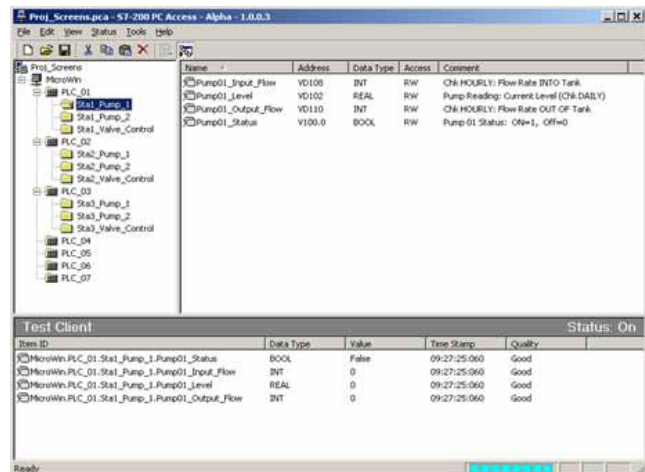 Proj_Screens.pca - S7-200 PC Access - Alpha - 1.0.0.3
File Edit View Status Tools Help
Proj_Screens
MicroWin
PLC_01
Sta1_Pump_1
Sta1_Pump_2
Sta1_Valve_Control
PLC_02
Sta2_Pump_1
Sta2_Pump_2
Sta2_Valve_Control
PLC_03
Sta3_Pump_1
Sta3_Pump_2
Sta3_Valve_Control
PLC_04
PLC_05
PLC_06
PLC_07
Name Address Data Type Access Comment
Pump01_Input_Flow VD108 INT RW Chk HOURLY: Flow Rate INTO Tank
Pump01_Level VD102 REAL RW Pump Reading: Current Level (Chk DAILY)
Pump01_Output_Flow VD110 INT RW Chk HOURLY: Flow Rate OUT OF Tank
Pump01_Status V100.0 BOOL RW Pump 01 Status: ON=1, Off=0
Test Client Status: On
Item ID Data Type Value Time Stamp Quality
MicroWin.PLC_01.Sta1_Pump_1.Pump01_Status BOOL False 09:27:25:060 Good
MicroWin.PLC_01.Sta1_Pump_1.Pump01_Input_Flow INT 0 09:27:25:060 Good
MicroWin.PLC_01.Sta1_Pump_1.Pump01_Level REAL 0 09:27:25:060 Good
MicroWin.PLC_01.Sta1_Pump_1.Pump01_Output_Flow INT 0 09:27:25:060 Good
Ready